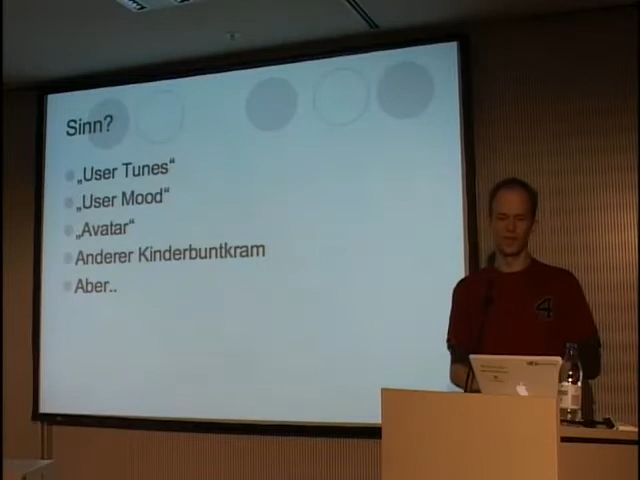 Sinn?
„User Tunes“
„User Mood“
„Avatar“
Anderer Kinderbuntkram
Aber..
4